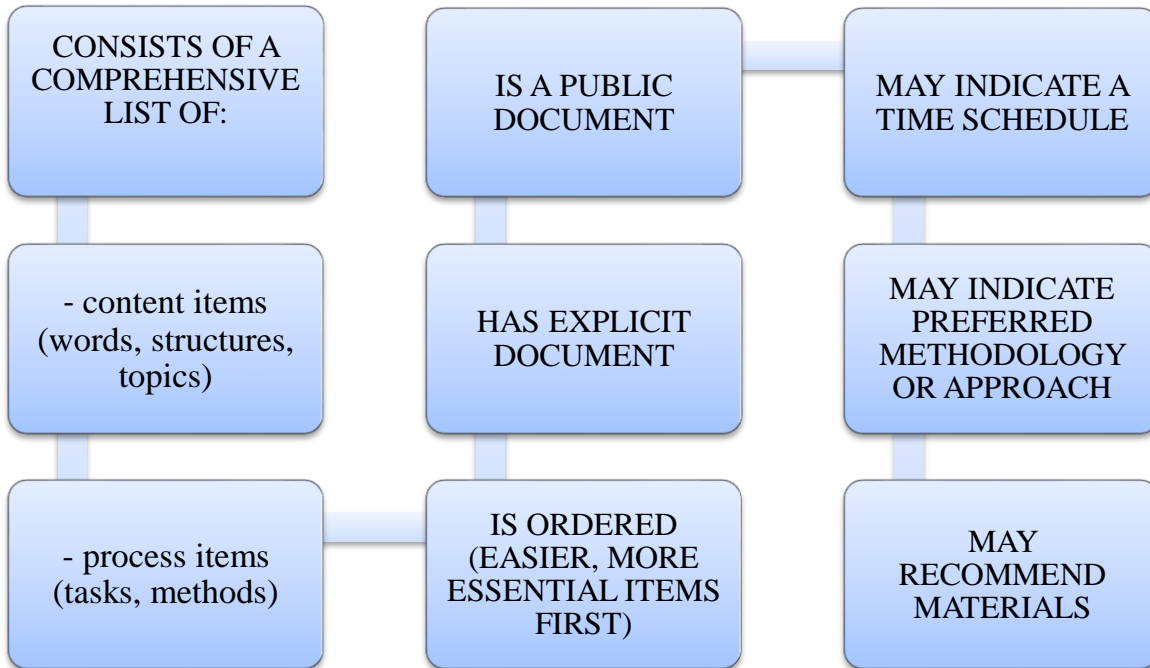 CONSISTS OF A
COMPREHENSIVE
LIST OF:
- content items
(words, structures,
topics)
- process items
(tasks, methods)
IS ORDERED
(EASIER, MORE
ESSENTIAL ITEMS
FIRST)
HAS EXPLICIT
DOCUMENT
IS A PUBLIC
DOCUMENT
MAY INDICATE A
TIME SCHEDULE
MAY INDICATE
PREFERRED
METHODOLOGY
OR APPROACH
MAY
RECOMMEND
MATERIALS